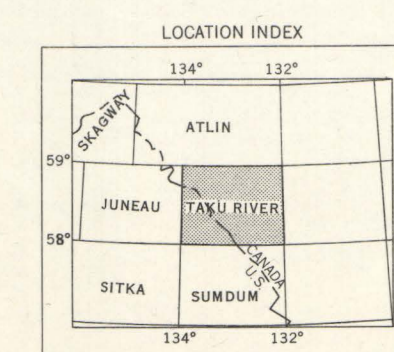 LOCATION INDEX
134° 132°
SKAGWAY
ATLIN
59°
JUNEAU TAKU RIVER
58°
CANADA
U.S.
SITKA SUMDUM
134° 132°